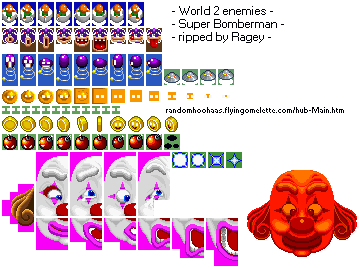 - World 2 enemies -
- Super Bomberman -
- ripped by Ragey -
randomhoohaas.flyingomelette.com/hub-Main.htm